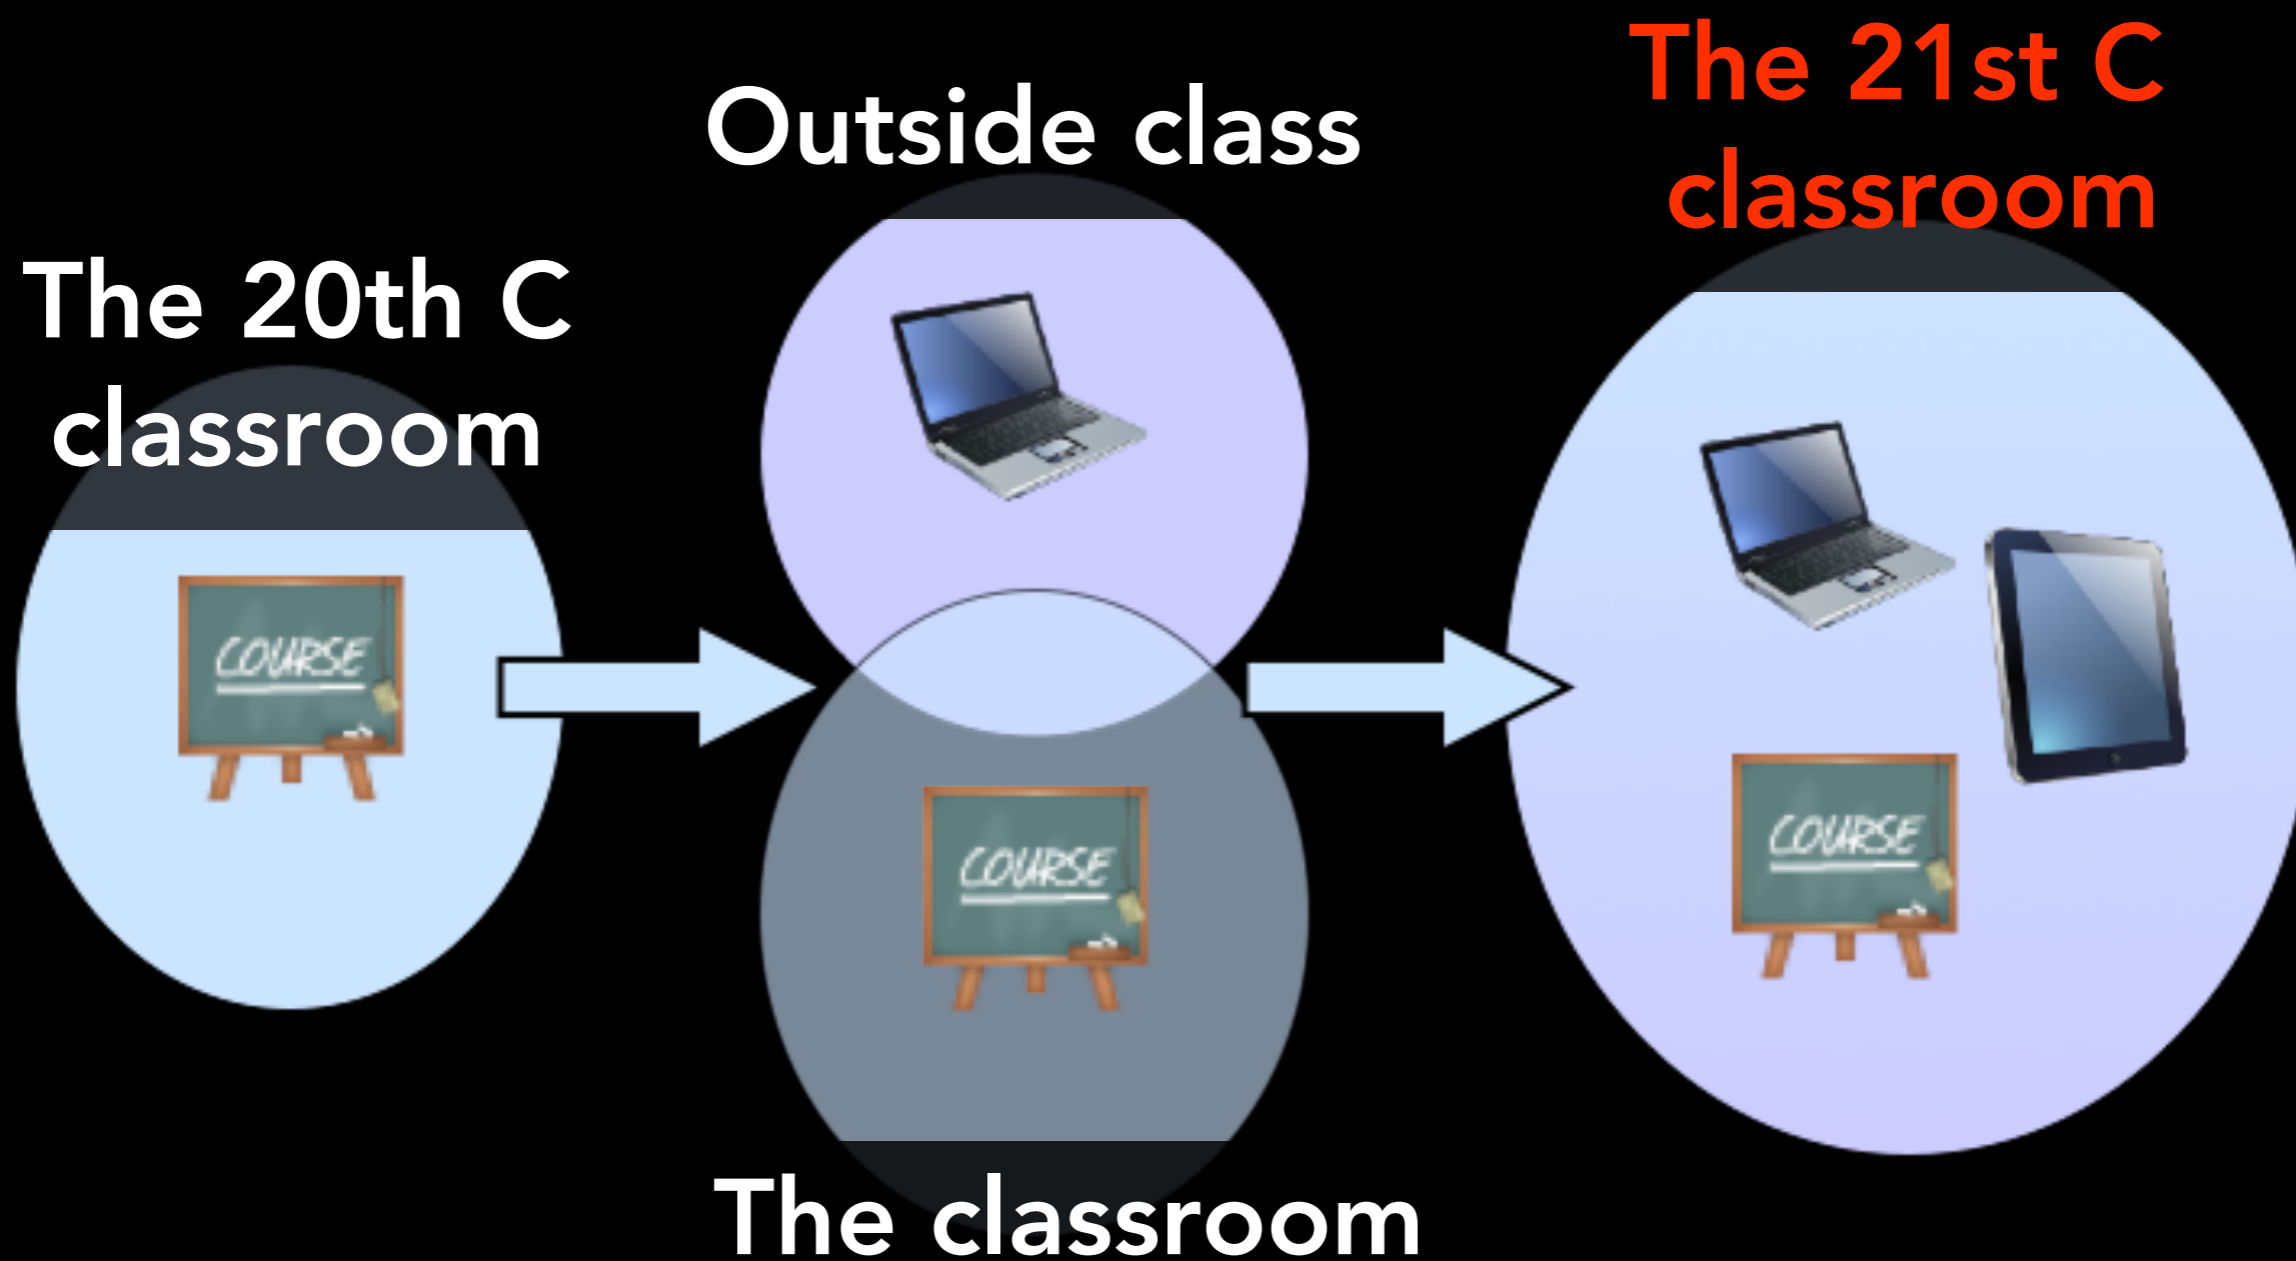 The 20th C
classroom
COURSE
Outside class
COURSE
The classroom
The 21st C
classroom
COURSE